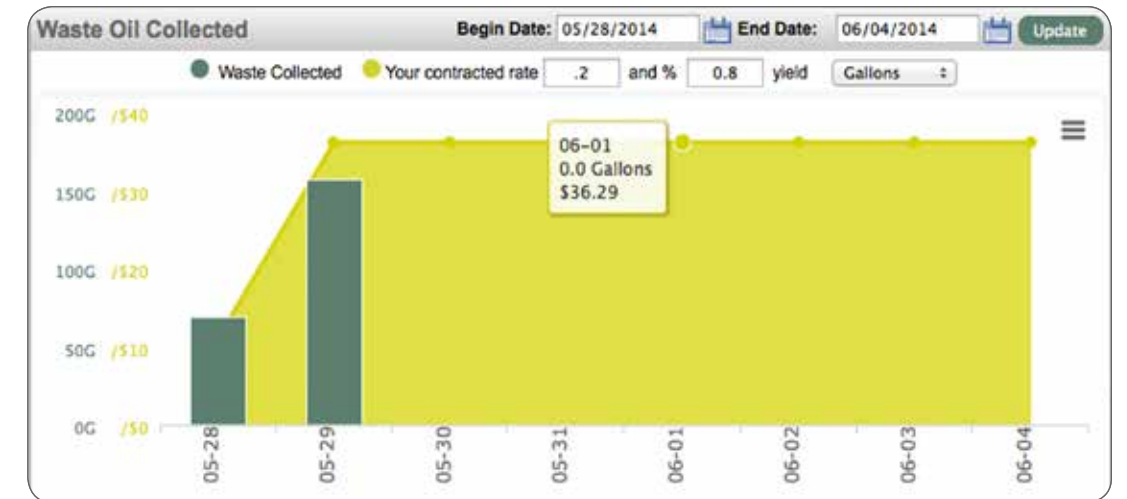 Waste Oil Collected Begin Date: 05/28/2014 End Date: 06/04/2014 Update
Waste Collected Your contracted rate .2 and % 0.8 yield Gallons
200G /$40
06-01
0.0 Gallons
$36.29
150G /$30
100G /$20
50G /$10
0G /$0
05-28 05-29 05-30 05-31 06-01 06-02 06-03 06-04